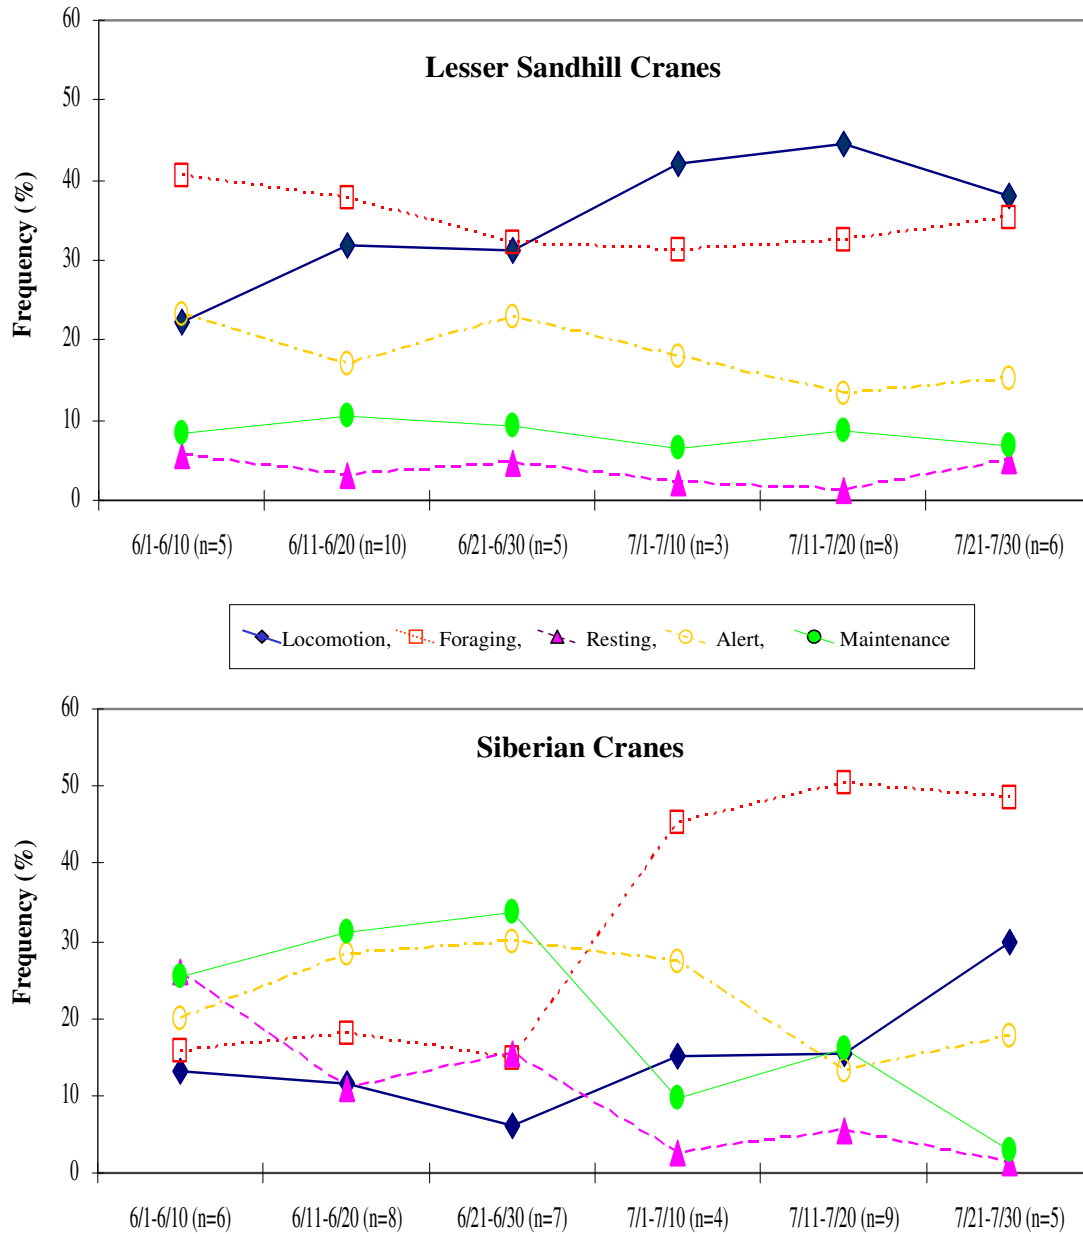 60
Lesser Sandhill Cranes
50
40
30
20
10
0
Frequency (%)
6/1-6/10 (n=5) 6/11-6/20 (n=10) 6/21-6/30 (n=5) 7/1-7/10 (n=3) 7/11-7/20 (n=8) 7/21-7/30 (n=6)
Locomotion, Foraging, Resting, Alert, Maintenance
60
Siberian Cranes
50
40
30
20
10
0
Frequency (%)
6/1-6/10 (n=6) 6/11-6/20 (n=8) 6/21-6/30 (n=7) 7/1-7/10 (n=4) 7/11-7/20 (n=9) 7/21-7/30 (n=5)